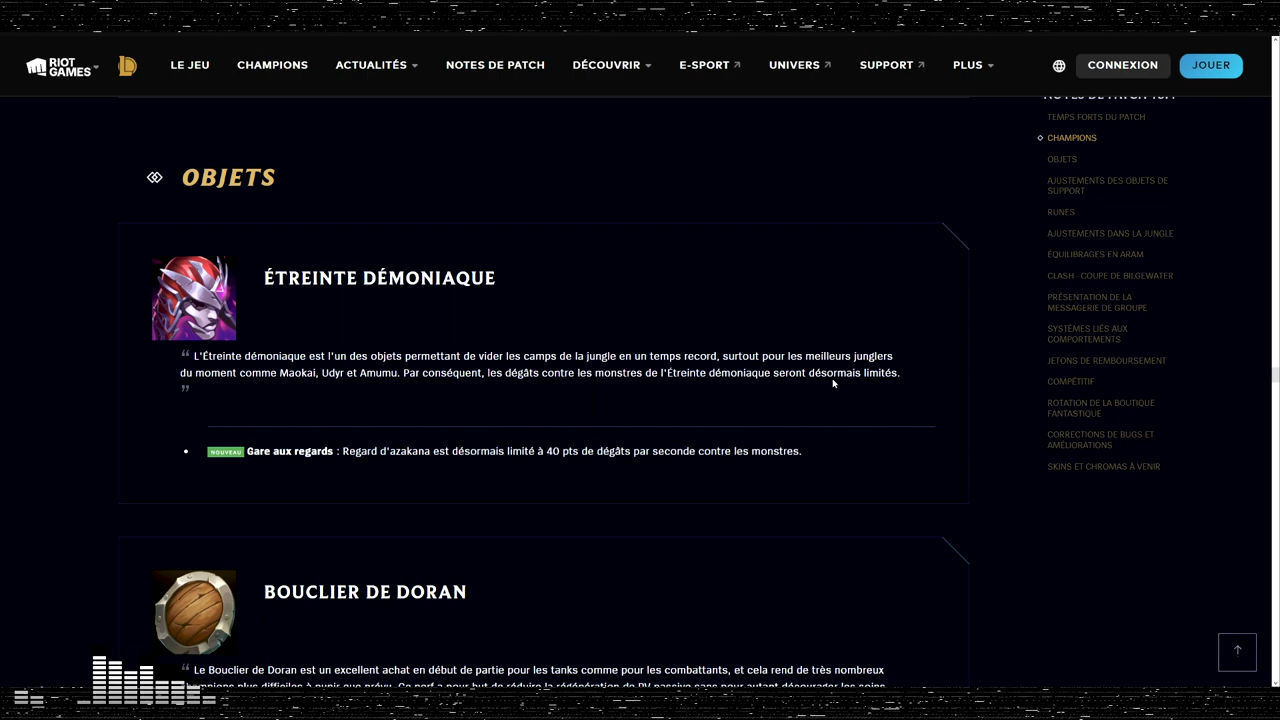 RIOT GAMES
LE JEU CHAMPIONS ACTUALITÉS NOTES DE PATCH DÉCOUVRIR E-SPORT UNIVERS SUPPORT PLUS CONNEXION JOUER
OBJETS
ÉTREINTE DÉMONIAQUE
“ L'Étreinte démoniaque est l'un des objets permettant de vider les camps de la jungle en un temps record, surtout pour les meilleurs junglers
du moment comme Maokai, Udyr et Amumu. Par conséquent, les dégâts contre les monstres de l'Étreinte démoniaque seront désormais limités.
”
• NOUVEAU Gare aux regards : Regard d'azakana est désormais limité à 40 pts de dégâts par seconde contre les monstres.
BOUCLIER DE DORAN
“ Le Bouclier de Doran est un excellent achat en début de partie pour les tanks comme pour les combattants, et cela rend de très nombreux
TEMPS FORTS DU PATCH
CHAMPIONS
OBJETS
AJUSTEMENTS DES OBJETS DE
SUPPORT
RUNES
AJUSTEMENTS DANS LA JUNGLE
ÉQUILIBRAGES EN ARAM
CLASH - COUPE DE BILGEWATER
PRÉSENTATION DE LA
MESSAGERIE DE GROUPE
SYSTÈMES LIÉS AUX
COMPORTEMENTS
JETONS DE REMBOURSEMENT
COMPÉTITIF
ROTATION DE LA BOUTIQUE
FANTASTIQUE
CORRECTIONS DE BUGS ET
AMÉLIORATIONS
SKINS ET CHROMAS À VENIR